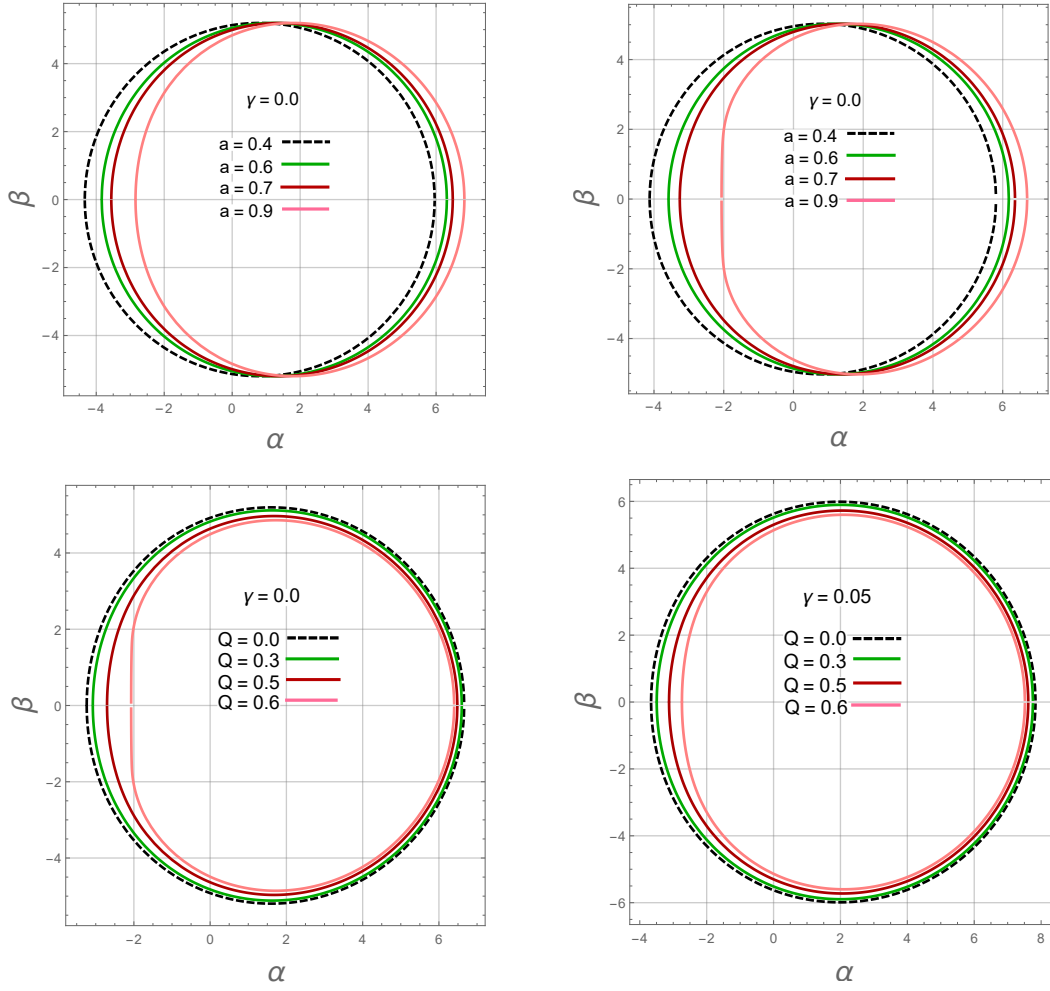 γ = 0.0
a = 0.4
a = 0.6
a = 0.7
a = 0.9
β
4
2
0
−2
−4
−4 −2 0 2 4 6
α
γ = 0.0
a = 0.4
a = 0.6
a = 0.7
a = 0.9
β
4
2
0
−2
−4
−4 −2 0 2 4 6
α
γ = 0.0
Q = 0.0
Q = 0.3
Q = 0.5
Q = 0.6
β
4
2
0
−2
−4
−2 0 2 4 6
α
γ = 0.05
Q = 0.0
Q = 0.3
Q = 0.5
Q = 0.6
β
6
4
2
0
−2
−4
−6
−4 −2 0 2 4 6 8
α